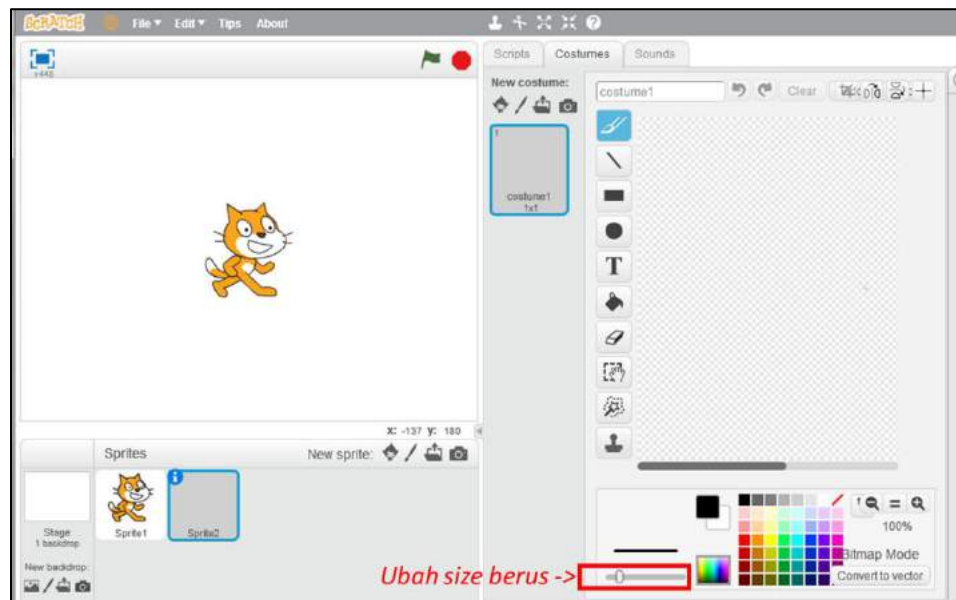 SCRATCH File Edit Tips About
v446
Scripts Costumes Sounds
New costume:
costume1 Clear
1
costume1
1x1
T
X: -137 Y: 180
Sprites New sprite:
Stage
1 backdrop
New backdrop:
Sprite1 Sprite2
100%
Bitmap Mode
Convert to vector
Ubah size berus ->